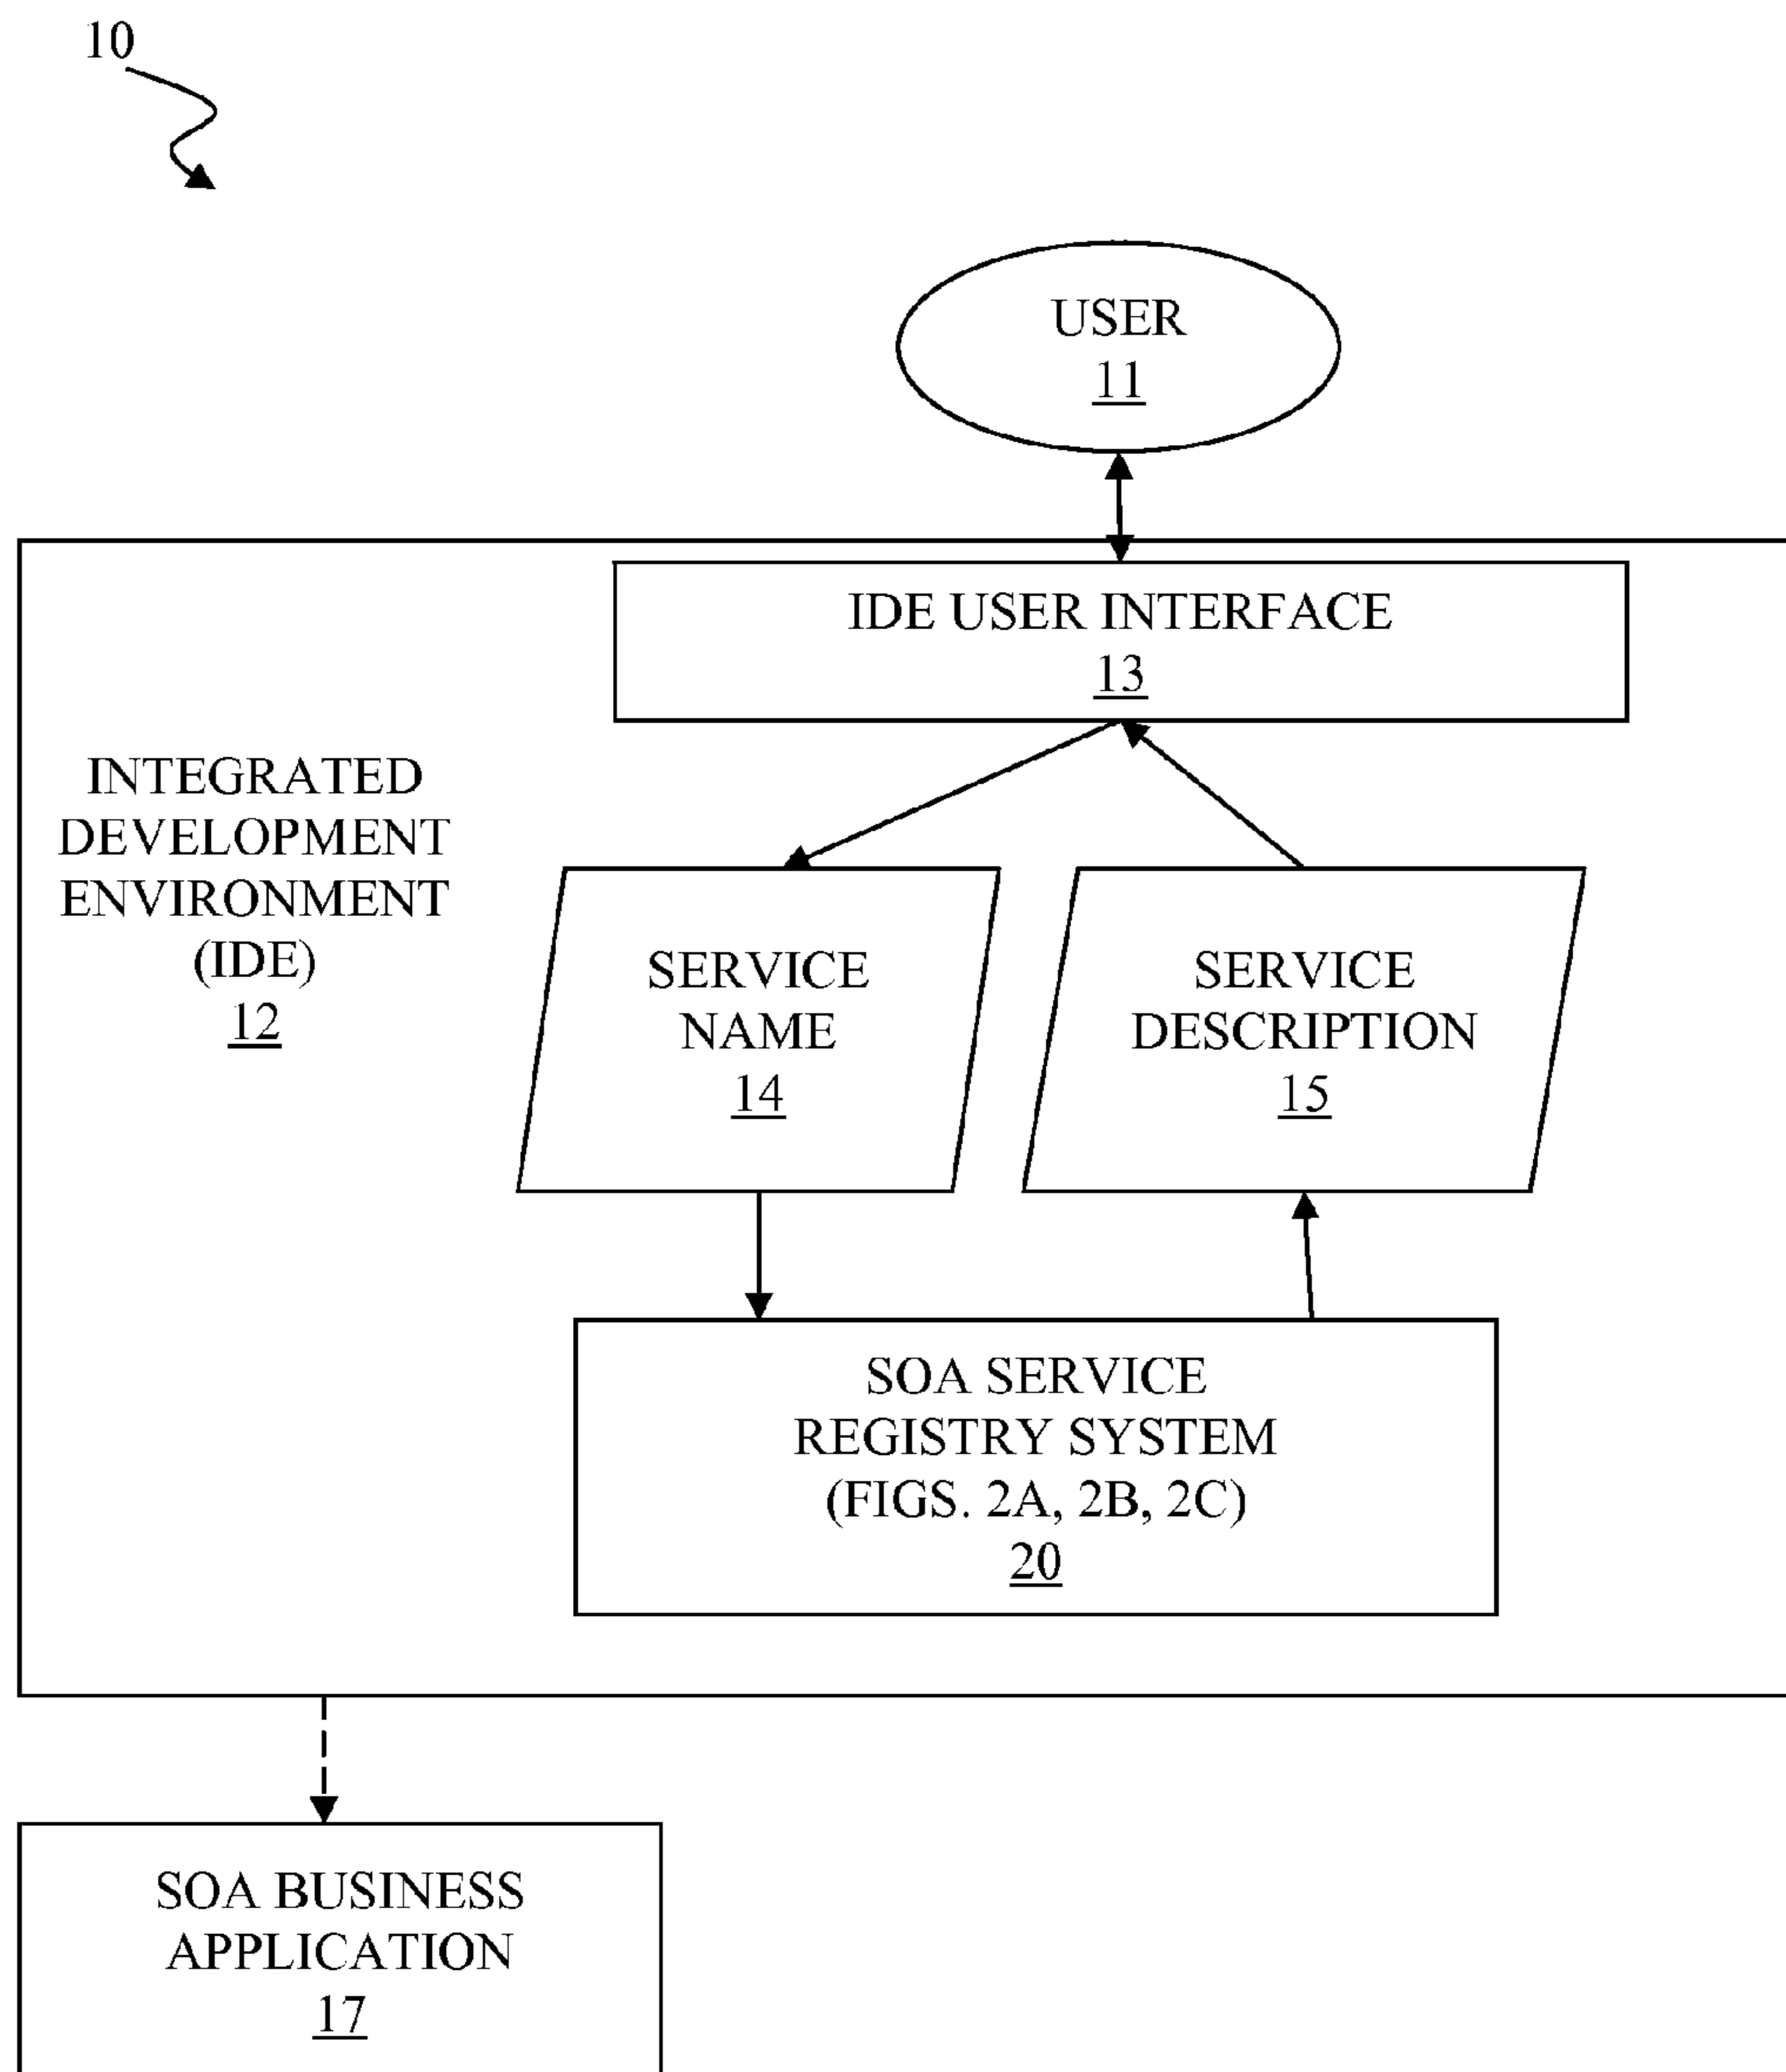 10
USER
11
IDE USER INTERFACE
13
INTEGRATED
DEVELOPMENT
ENVIRONMENT
(IDE)
12
SERVICE
NAME
14
SERVICE
DESCRIPTION
15
SOA SERVICE
REGISTRY SYSTEM
(FIGS. 2A, 2B, 2C)
20
SOA BUSINESS
APPLICATION
17